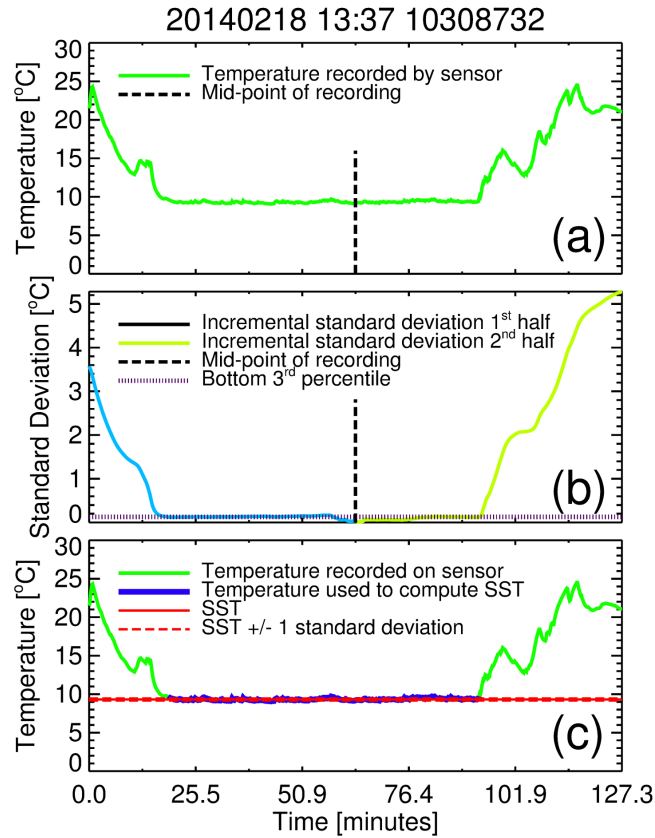 20140218 13:37 10308732
30
25
20
15
10
5
0
Temperature [°C]
Temperature recorded by sensor
Mid-point of recording
(a)
5
4
3
2
1
0
Standard Deviation [°C]
Incremental standard deviation 1st half
Incremental standard deviation 2nd half
Mid-point of recording
Bottom 3rd percentile
(b)
30
25
20
15
10
5
0
Temperature [°C]
Temperature recorded on sensor
Temperature used to compute SST
SST
SST +/- 1 standard deviation
(c)
0.0 25.5 50.9 76.4 101.9 127.3
Time [minutes]